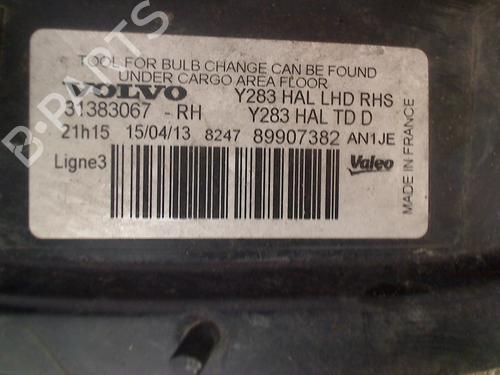 TOOL FOR BULB CHANGE CAN BE FOUND
UNDER CARGO AREA FLOOR
VOLVO
Y283 HAL LHD RHS
31383067 - RH
Y283 HAL TD D
21h15 15/04/13 8247 89907382 AN1JE
Ligne3
Valeo
MADE IN FRANCE
B-PARTS